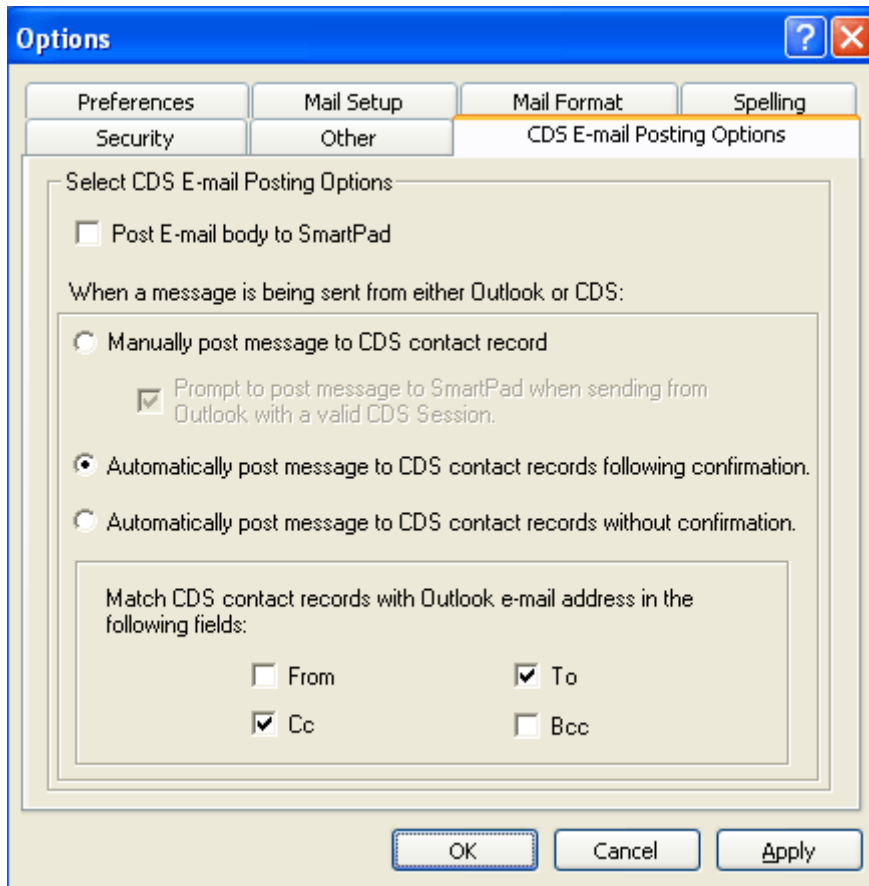 Options
?
Preferences
Mail Setup
Mail Format
Spelling
Security
Other
CDS E-mail Posting Options
Select CDS E-mail Posting Options
Post E-mail body to SmartPad
When a message is being sent from either Outlook or CDS:
Manually post message to CDS contact record
Prompt to post message to SmartPad when sending from
Outlook with a valid CDS Session.
Automatically post message to CDS contact records following confirmation.
Automatically post message to CDS contact records without confirmation.
Match CDS contact records with Outlook e-mail address in the
following fields:
From
To
Cc
Bcc
OK
Cancel
Apply